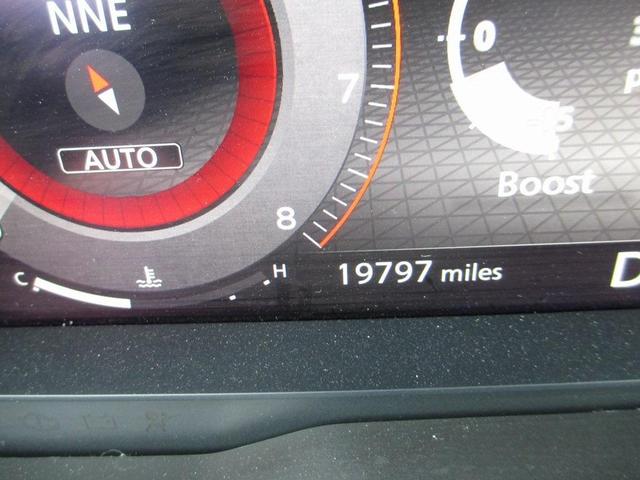 NNE
0
7
Boost
AUTO
8
C
H
19797 miles
D